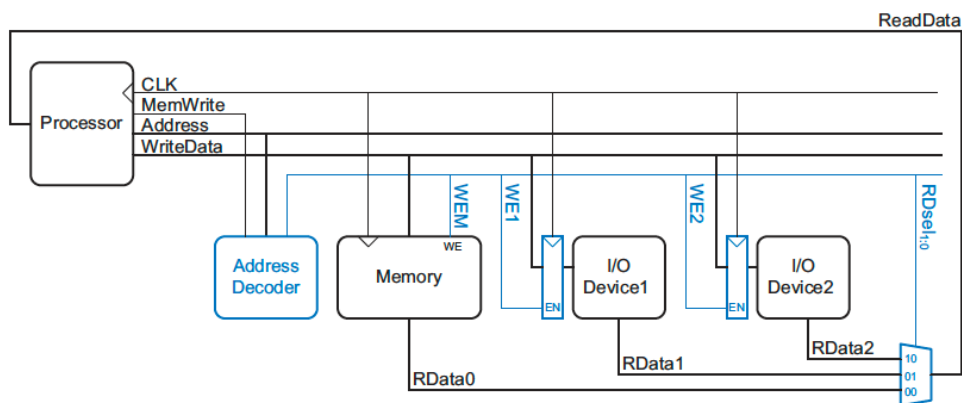 ReadData
CLK
MemWrite
Processor
Address
WriteData
WEM
WE1
WE2
RDsel1:0
Address
Decoder
WE
Memory
I/O
Device1
EN
I/O
Device2
EN
RData2
10
RData1
01
RData0
00